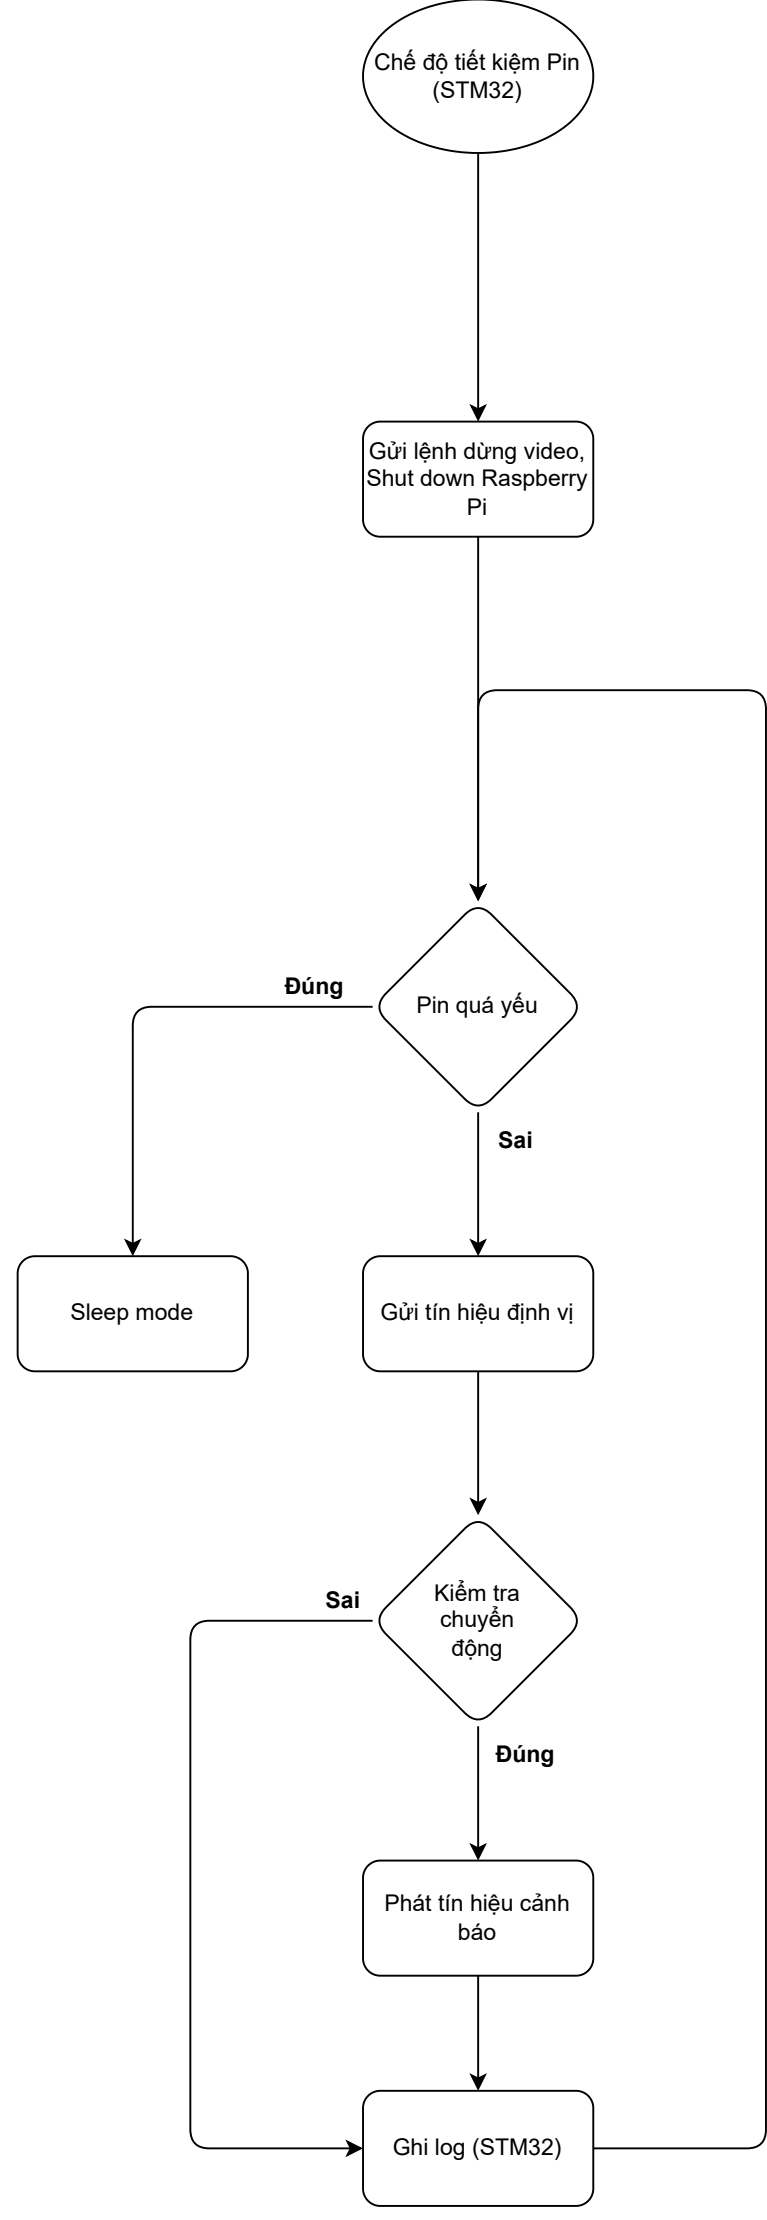 Chế độ tiết kiệm Pin
(STM32)
Gửi lệnh dừng video,
Shut down Raspberry
Pi
Đúng
Pin quá yếu
Sai
Sleep mode
Gửi tín hiệu định vị
Sai
Kiểm tra
chuyển
động
Đúng
Phát tín hiệu cảnh
báo
Ghi log (STM32)